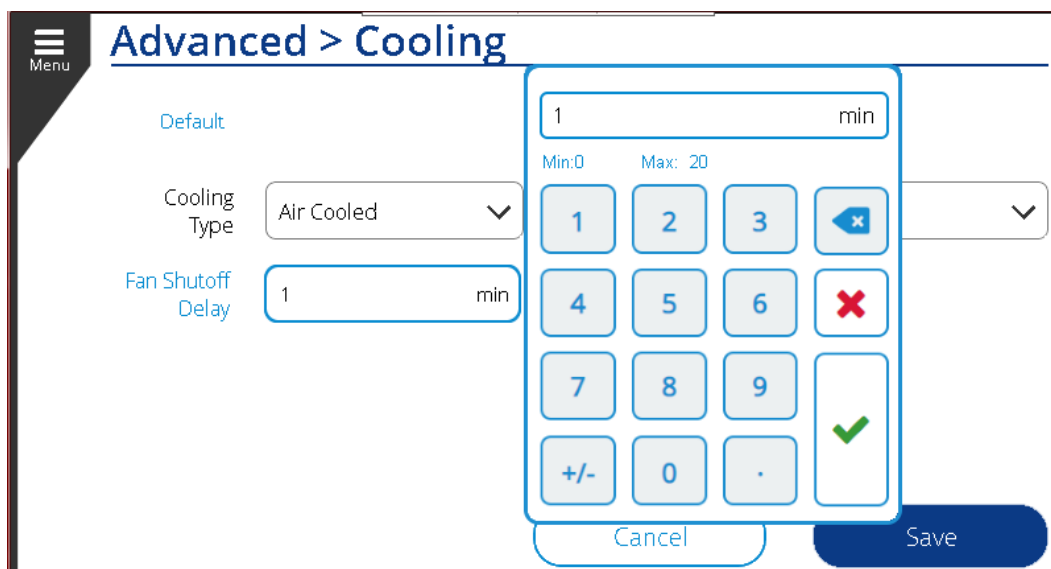 Menu
Advanced > Cooling
Default
Cooling
Type
Air Cooled
Fan Shutoff
Delay
1 min
1 min
Min:0 Max: 20
1 2 3
4 5 6
7 8 9
+/- 0 .
Cancel
Save